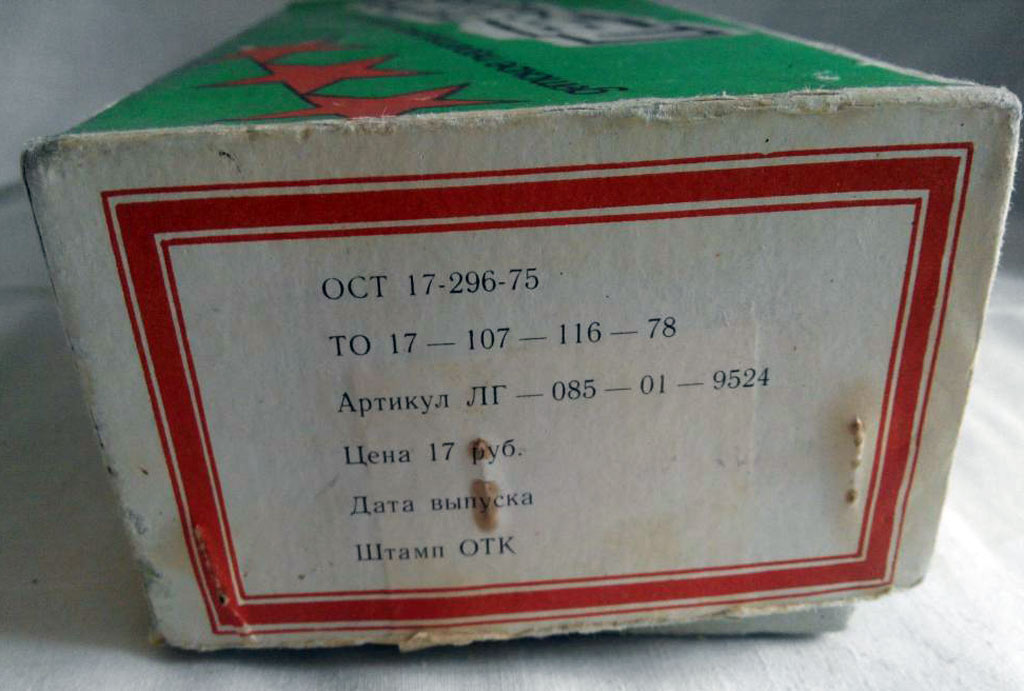 ОСТ 17-296-75
ТО 17 — 107 — 116 — 78
Артикул ЛГ — 085 — 01 — 9524
Цена 17 руб.
Дата выпуска
Штамп ОТК